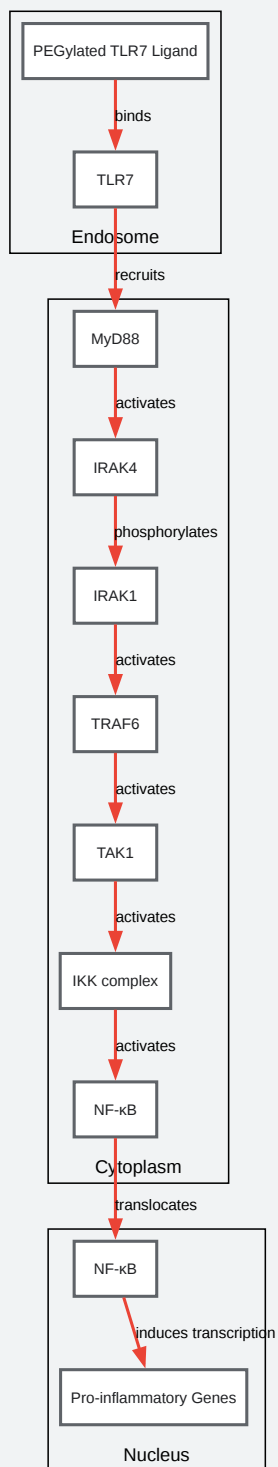 PEGylated TLR7 Ligand
binds
TLR7
Endosome
recruits
MyD88
activates
IRAK4
phosphorylates
IRAK1
activates
TRAF6
activates
TAK1
activates
IKK complex
activates
NF-κB
Cytoplasm
translocates
NF-κB
induces transcription
Pro-inflammatory Genes
Nucleus